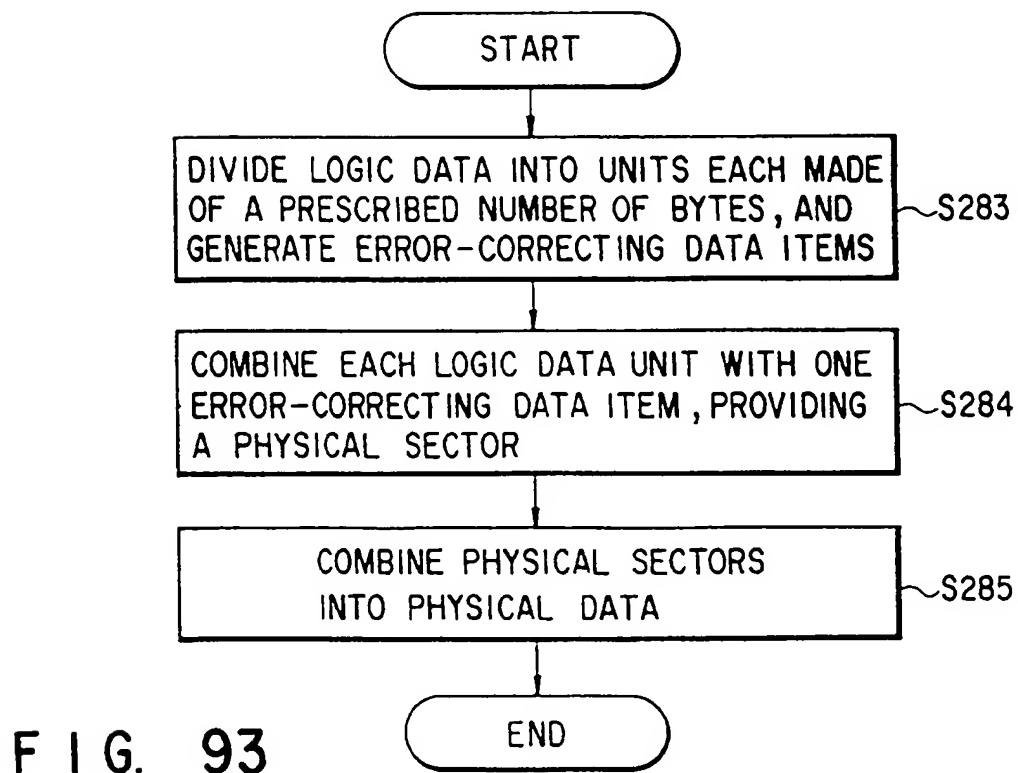 START
DIVIDE LOGIC DATA INTO UNITS EACH MADE
OF A PRESCRIBED NUMBER OF BYTES, AND
GENERATE ERROR-CORRECTING DATA ITEMS
S283
COMBINE EACH LOGIC DATA UNIT WITH ONE
ERROR-CORRECTING DATA ITEM, PROVIDING
A PHYSICAL SECTOR
S284
COMBINE PHYSICAL SECTORS
INTO PHYSICAL DATA
S285
END
FIG. 93